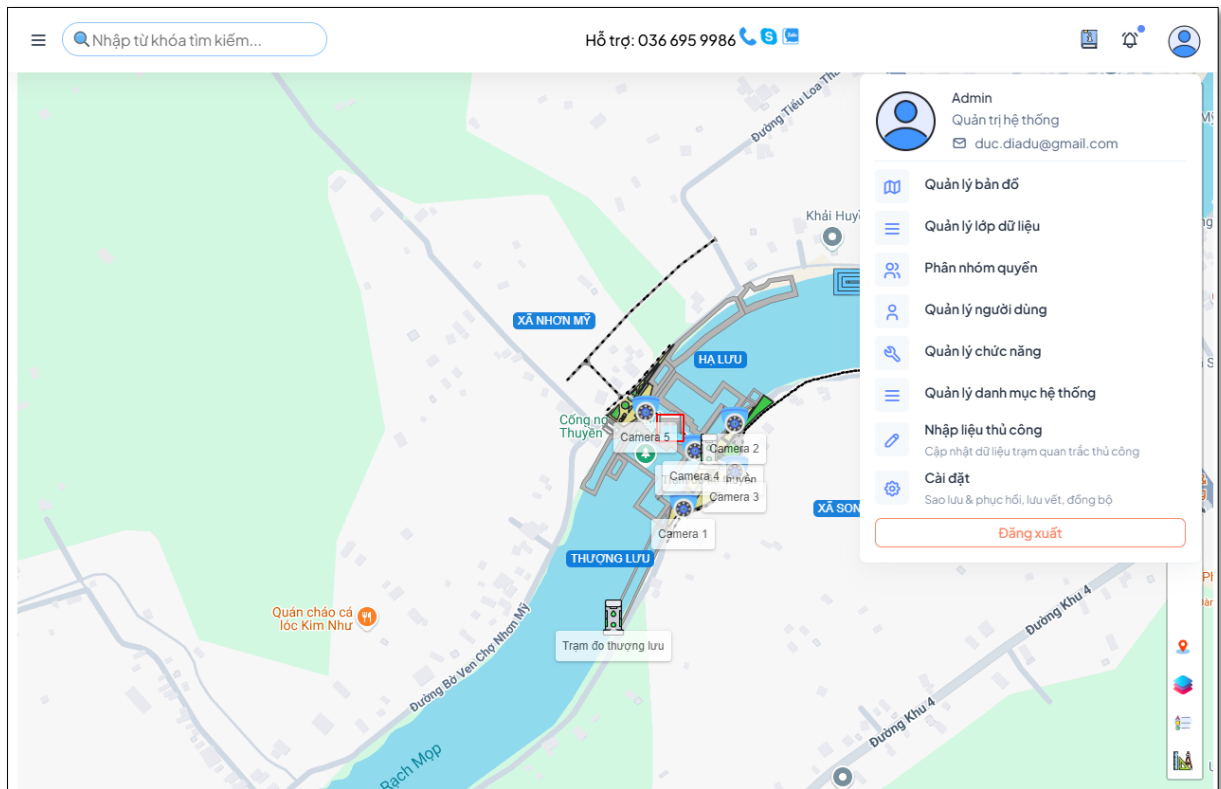 Nhập từ khóa tìm kiếm...
Hỗ trợ: 036 695 9986
Admin
Quản trị hệ thống
duc.diadu@gmail.com
Quản lý bản đồ
Quản lý lớp dữ liệu
Phân nhóm quyền
Quản lý người dùng
Quản lý chức năng
Quản lý danh mục hệ thống
Nhập liệu thủ công
Cập nhật dữ liệu trạm quan trắc thủ công
Cài đặt
Sao lưu & phục hồi, lưu vết, đồng bộ
Đăng xuất
Đường Tiểu Loa Th
Khải Huy
XÃ NHƠN MỸ
HẠ LƯU
Thuyền
Camera 5
Camera 2
Camera 4
Camera 3
XÃ SON
Camera 1
THƯỢNG LƯU
Quán cháo cá
lóc Kim Như
Trạm đo thượng lưu
Đường Bờ Ven Chợ Nhơn Mỹ
Đường Khu 4
Đường Khu 4
Rạch Mọp